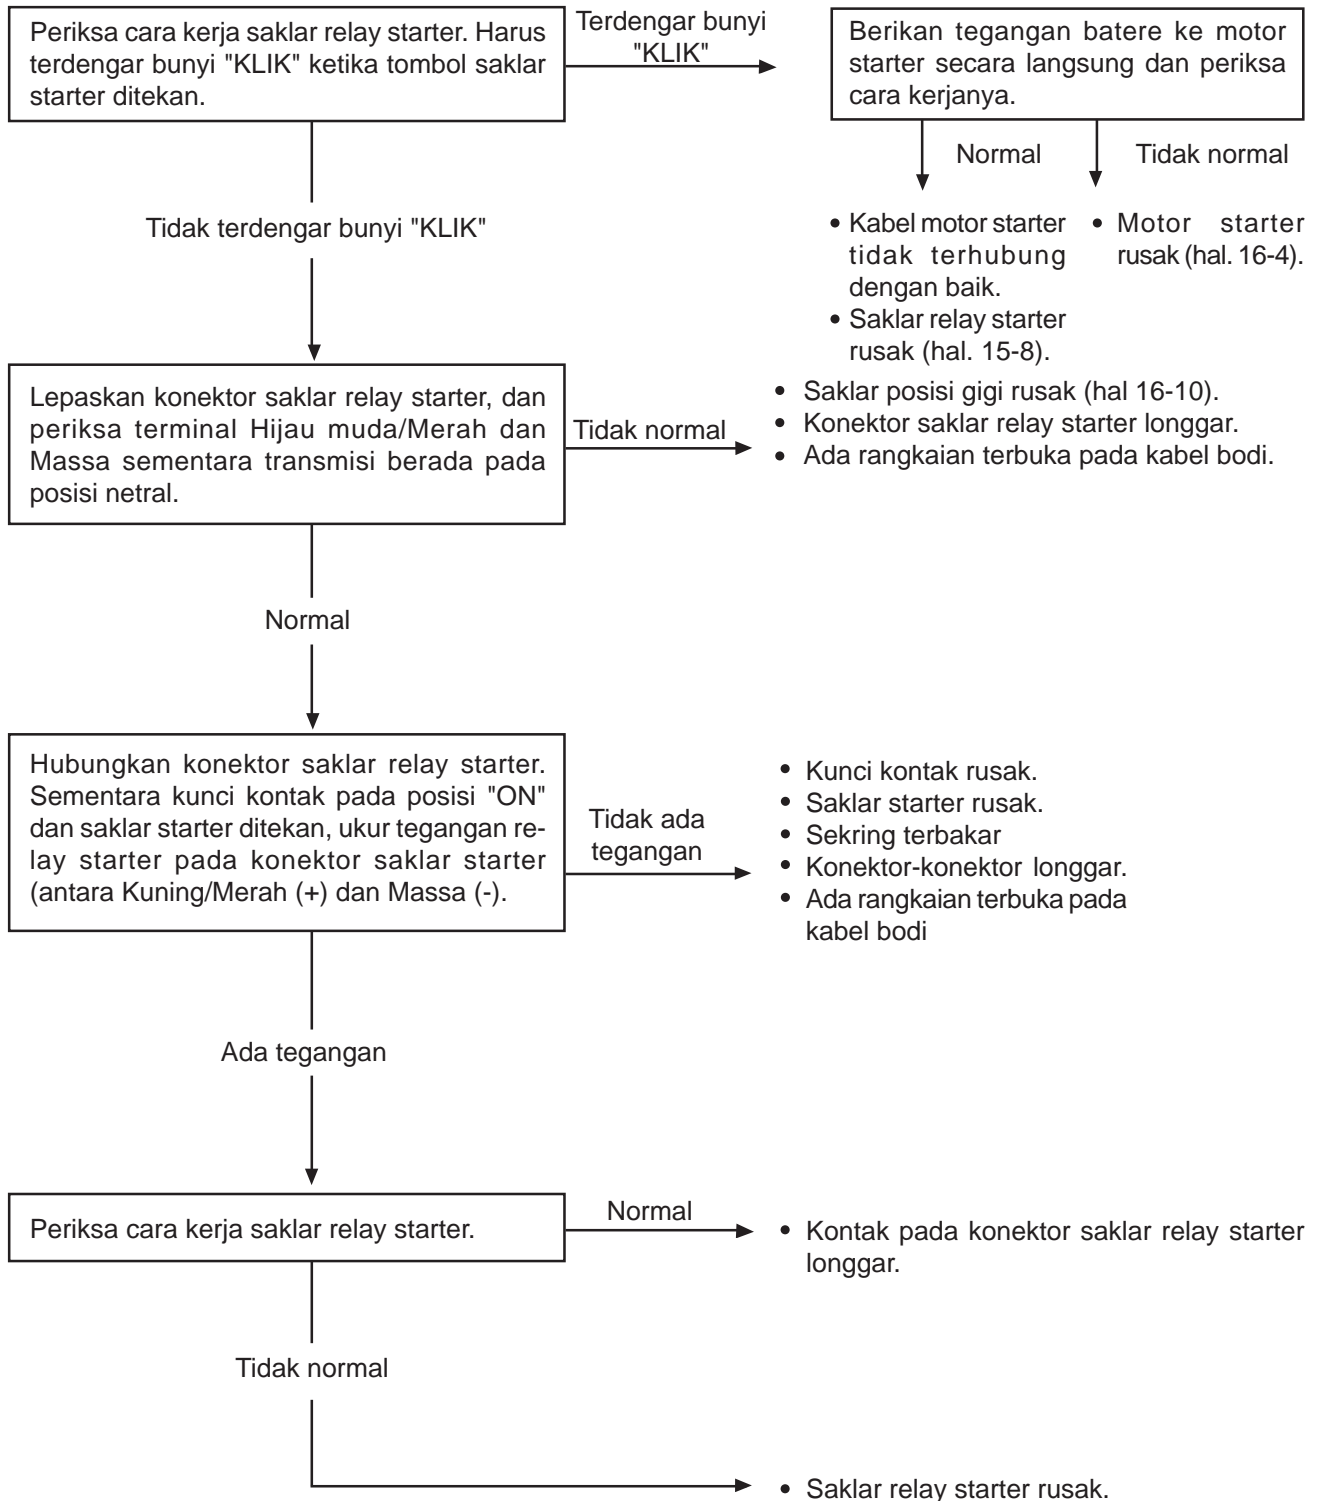 Periksa cara kerja saklar relay starter. Harus
terdengar bunyi "KLIK" ketika tombol saklar
starter ditekan.
Terdengar bunyi
"KLIK"
Berikan tegangan batere ke motor
starter secara langsung dan periksa
cara kerjanya.
Normal
Tidak normal
• Kabel motor starter
tidak terhubung
dengan baik.
• Saklar relay starter
rusak (hal. 15-8).
• Motor starter
rusak (hal. 16-4).
Tidak terdengar bunyi "KLIK"
Lepaskan konektor saklar relay starter, dan
periksa terminal Hijau muda/Merah dan
Massa sementara transmisi berada pada
posisi netral.
Tidak normal
• Saklar posisi gigi rusak (hal 16-10).
• Konektor saklar relay starter longgar.
• Ada rangkaian terbuka pada kabel bodi.
Normal
Hubungkan konektor saklar relay starter.
Sementara kunci kontak pada posisi "ON"
dan saklar starter ditekan, ukur tegangan re-
lay starter pada konektor saklar starter
(antara Kuning/Merah (+) dan Massa (-).
Tidak ada
tegangan
• Kunci kontak rusak.
• Saklar starter rusak.
• Sekring terbakar
• Konektor-konektor longgar.
• Ada rangkaian terbuka pada
kabel bodi
Ada tegangan
Periksa cara kerja saklar relay starter.
Normal
• Kontak pada konektor saklar relay starter
longgar.
Tidak normal
• Saklar relay starter rusak.